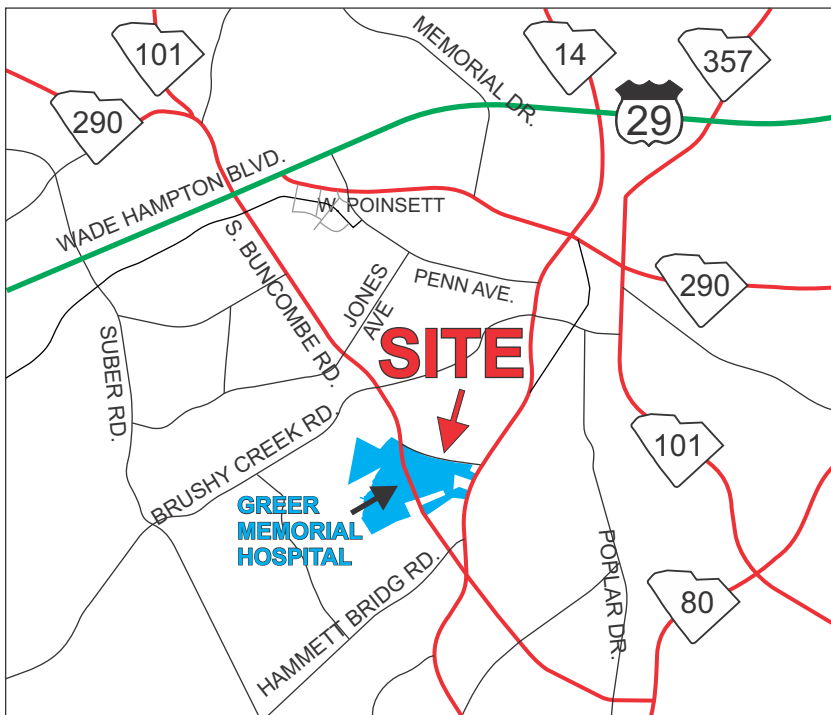 101
14
357
290
MEMORIAL DR.
29
WADE HAMPTON BLVD.
W. POINSETT
S. BUNCOMBE RD.
JONES
AVE
PENN AVE.
290
SUBER RD.
SITE
BRUSHY CREEK RD.
101
GREER
MEMORIAL
HOSPITAL
HAMMETT BRIDG RD.
POPLAR DR.
80